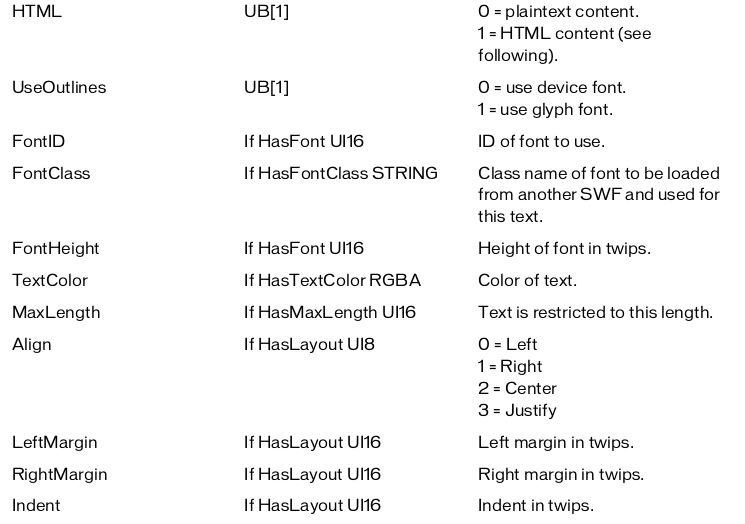 HTML UB[1] 0 = plaintext content.
1 = HTML content (see
following).
UseOutlines UB[1] 0 = use device font.
1 = use glyph font.
FontID If HasFont UI16 ID of font to use.
FontClass If HasFontClass STRING Class name of font to be loaded
from another SWF and used for
this text.
FontHeight If HasFont UI16 Height of font in twips.
TextColor If HasTextColor RGBA Color of text.
MaxLength If HasMaxLength UI16 Text is restricted to this length.
Align If HasLayout UI8 0 = Left
1 = Right
2 = Center
3 = Justify
LeftMargin If HasLayout UI16 Left margin in twips.
RightMargin If HasLayout UI16 Right margin in twips.
Indent If HasLayout UI16 Indent in twips.